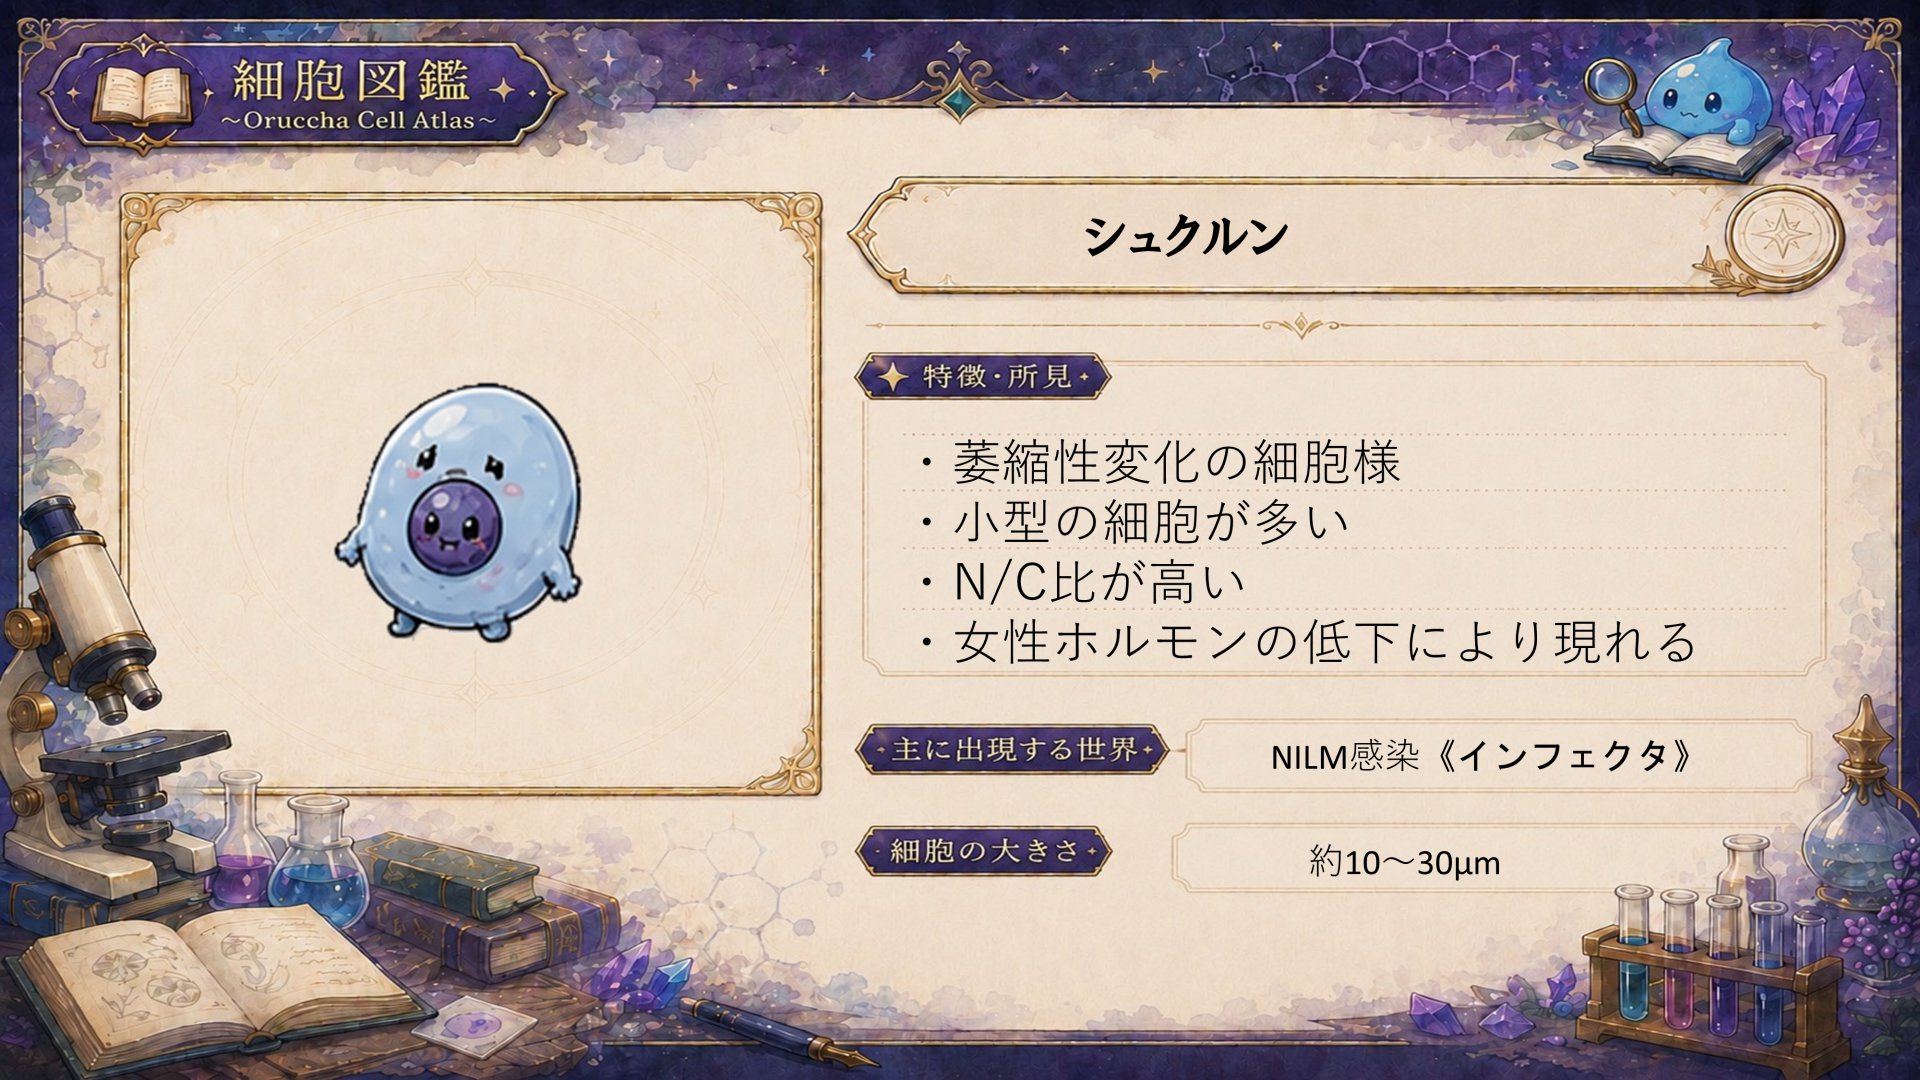 細胞図鑑
～Oruccha Cell Atlas～
シュクルン
特徴・所見
・萎縮性変化の細胞様
・小型の細胞が多い
・N/C比が高い
・女性ホルモンの低下により現れる
主に出現する世界
NILM感染《インフェクタ》
細胞の大きさ
約10～30μm